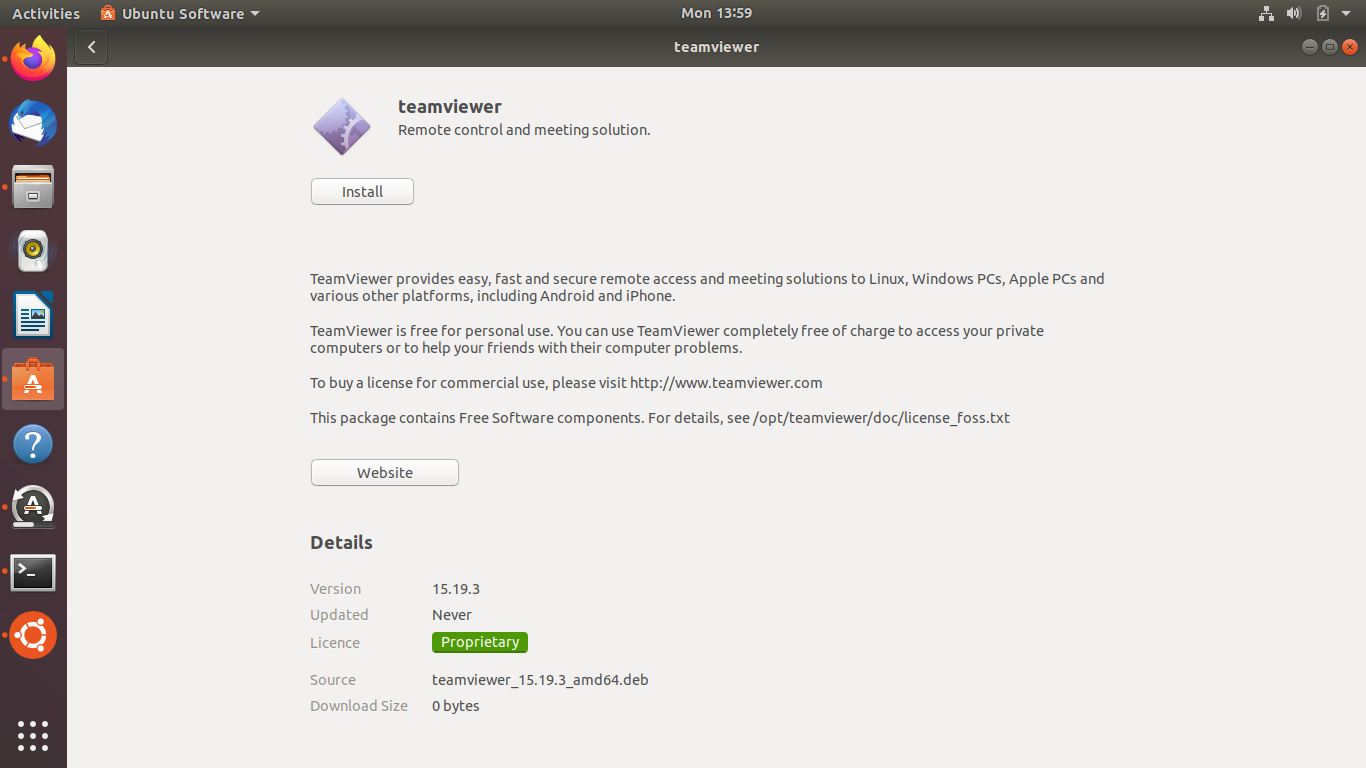 Activities
Ubuntu Software
Mon 13:59
teamviewer
teamviewer
Remote control and meeting solution.
Install
TeamViewer provides easy, fast and secure remote access and meeting solutions to Linux, Windows PCs, Apple PCs and
various other platforms, including Android and iPhone.
TeamViewer is free for personal use. You can use TeamViewer completely free of charge to access your private
computers or to help your friends with their computer problems.
To buy a license for commercial use, please visit http://www.teamviewer.com
This package contains Free Software components. For details, see /opt/teamviewer/doc/license_foss.txt
Website
Details
Version 15.19.3
Updated Never
Licence Proprietary
Source teamviewer_15.19.3_amd64.deb
Download Size 0 bytes